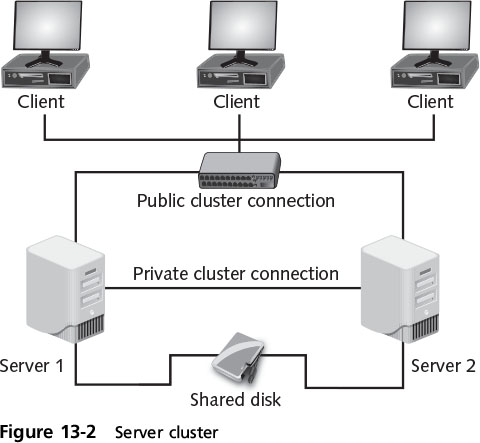 Client
Client
Client
Public cluster connection
Private cluster connection
Server 1
Server 2
Shared disk
Figure 13-2 Server cluster